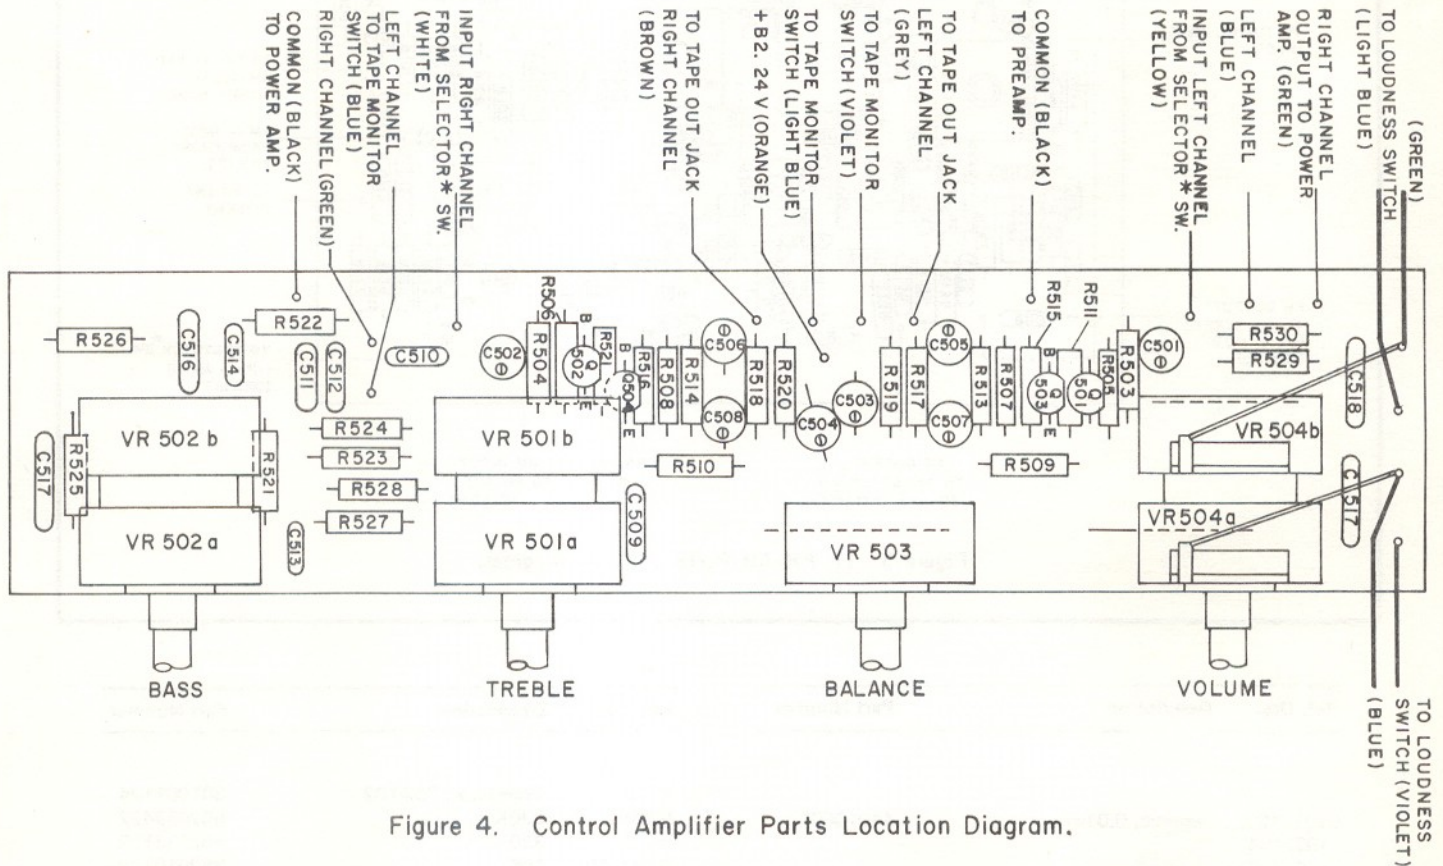 COMMON (BLACK)
TO POWER AMP.
LEFT CHANNEL
TO TAPE MONITOR
SWITCH (BLUE)
RIGHT CHANNEL (GREEN)
INPUT RIGHT CHANNEL
FROM SELECTOR * SW.
(WHITE)
TO TAPE OUT JACK
RIGHT CHANNEL
(BROWN)
TO TAPE MONITOR
SWITCH (LIGHT BLUE)
+B2. 24 V (ORANGE)
TO TAPE MONITOR
SWITCH (VIOLET)
TO TAPE OUT JACK
LEFT CHANNEL
(GREY)
COMMON (BLACK)
TO PREAMP.
INPUT LEFT CHANNEL
FROM SELECTOR * SW.
(YELLOW)
LEFT CHANNEL
(BLUE)
RIGHT CHANNEL
OUTPUT TO POWER
AMP. (GREEN)
TO LOUDNESS SWITCH
(LIGHT BLUE)
(GREEN)
R526
C516
C514
R522
C511
C512
C510
R506
C502
R504
B
Q
502
E
R521
B
Q504
E
R516
R508
R514
C506
C508
R518
R520
C504
C503
R519
R517
C505
C507
R513
R507
R515
B
Q
503
E
R511
Q
501
R505
R503
C501
R530
R529
C518
VR 502 b
R524
R523
R528
R527
VR 501b
R510
R509
VR 504b
C517
R525
R521
VR 502 a
C513
VR 501a
C509
VR 503
VR 504a
C 517
BASS
TREBLE
BALANCE
VOLUME
TO LOUDNESS
SWITCH (VIOLET)
(BLUE)
Figure 4. Control Amplifier Parts Location Diagram.